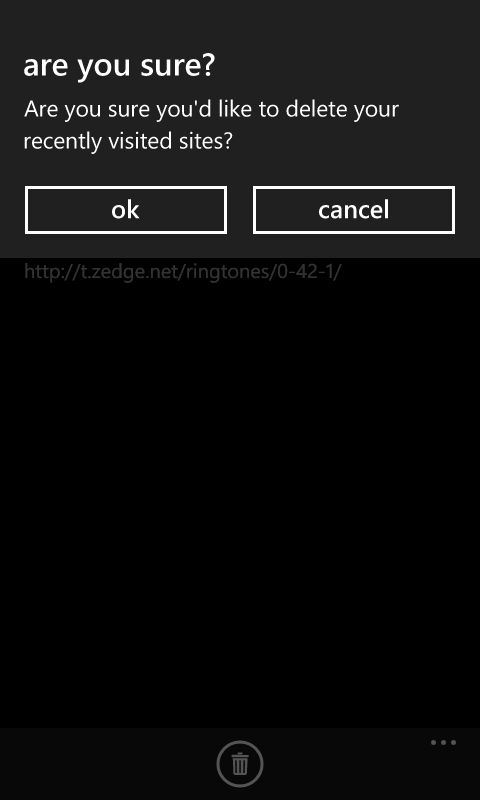 are you sure?
Are you sure you'd like to delete your
recently visited sites?
ok
cancel
http://t.zedge.net/ringtones/0-42-1/